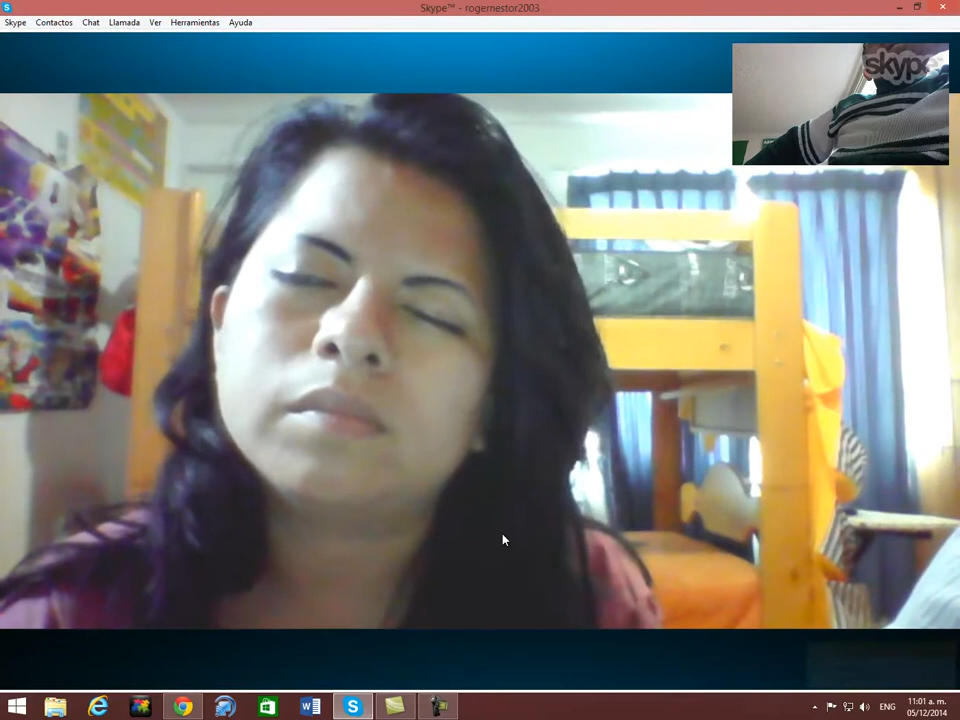 Skype™ - rogernestor2003
Skype Contactos Chat Llamada Ver Herramientas Ayuda
skype
ENG
11:01 a. m.
05/12/2014